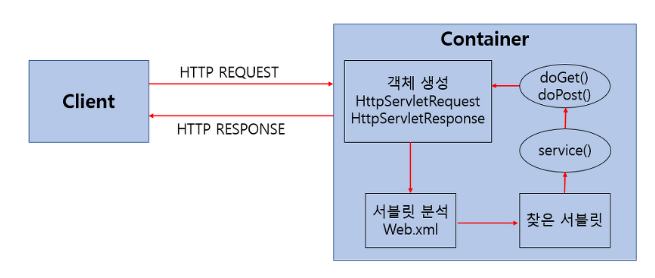 Container
Client
HTTP REQUEST
HTTP RESPONSE
객체 생성
HttpServletRequest
HttpServletResponse
doGet()
doPost()
service()
서블릿 분석
Web.xml
찾은 서블릿